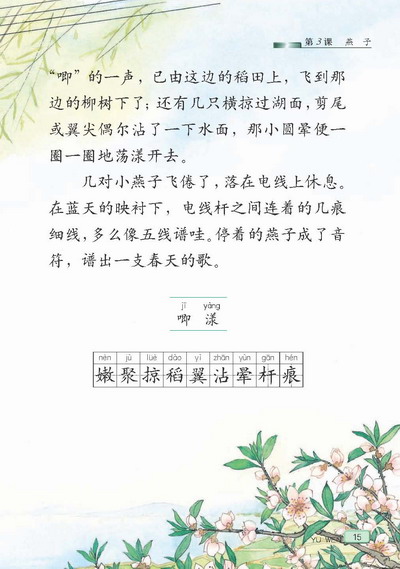 第3课 燕子
“唧”的一声，已由这边的稻田上，飞到那
边的柳树下了；还有几只横掠过湖面，剪尾
或翼尖偶尔沾了一下水面，那小圆晕便一
圈一圈地荡漾开去。
几对小燕子飞倦了，落在电线上休息。
在蓝天的映衬下，电线杆之间连着的几痕
细线，多么像五线谱哇。停着的燕子成了音
符，谱出一支春天的歌。
jī yàng
唧 漾
nèn jù lüè dào yì zhān yùn gān hén
嫩 聚 掠 稻 翼 沾 晕 杆 痕
YU WEN 15